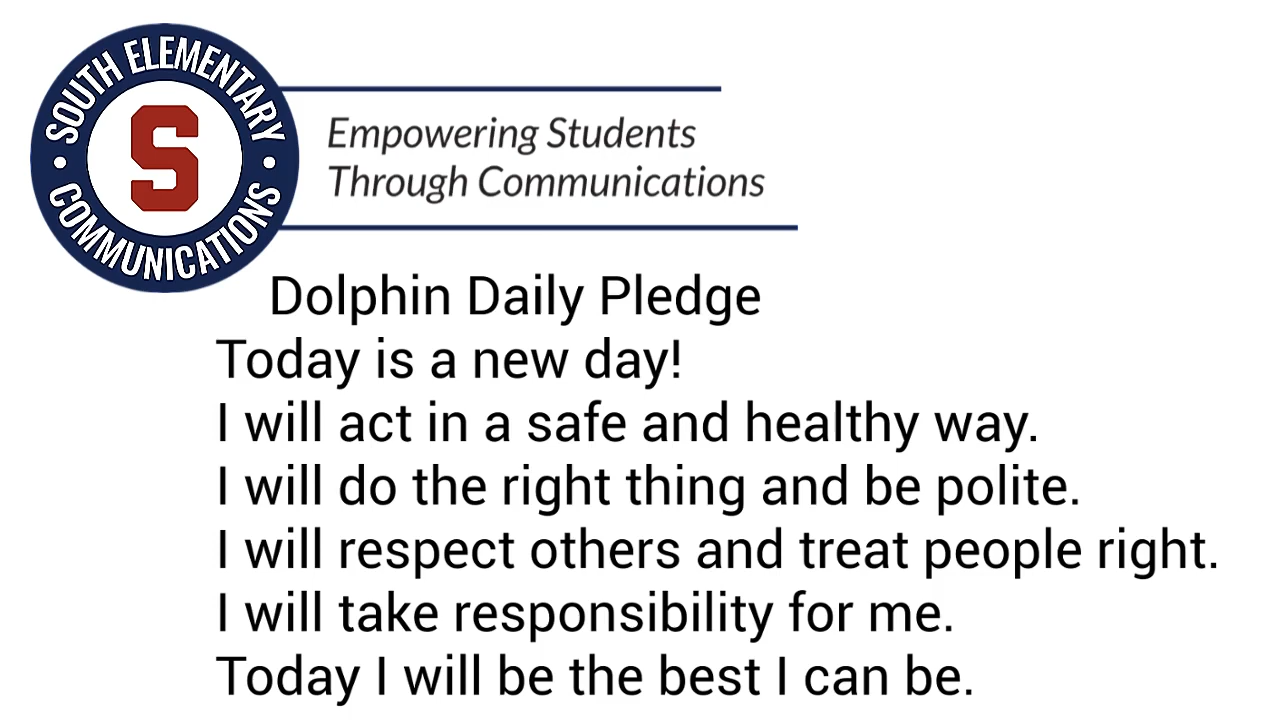 SOUTH ELEMENTARY
S
COMMUNICATIONS
Empowering Students
Through Communications
Dolphin Daily Pledge
Today is a new day!
I will act in a safe and healthy way.
I will do the right thing and be polite.
I will respect others and treat people right.
I will take responsibility for me.
Today I will be the best I can be.